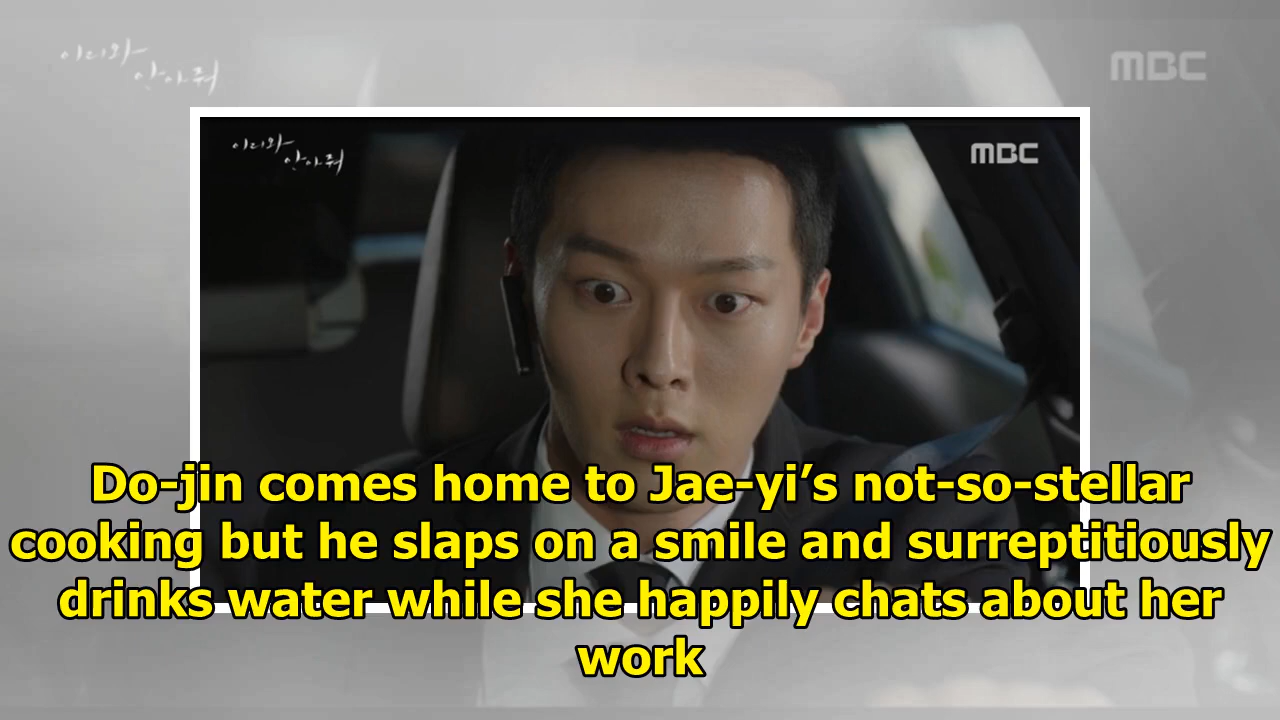 이리와
안아줘
MBC
이리와
안아줘
MBC
Do-jin comes home to Jae-yi’s not-so-stellar
cooking but he slaps on a smile and surreptitiously
drinks water while she happily chats about her
work